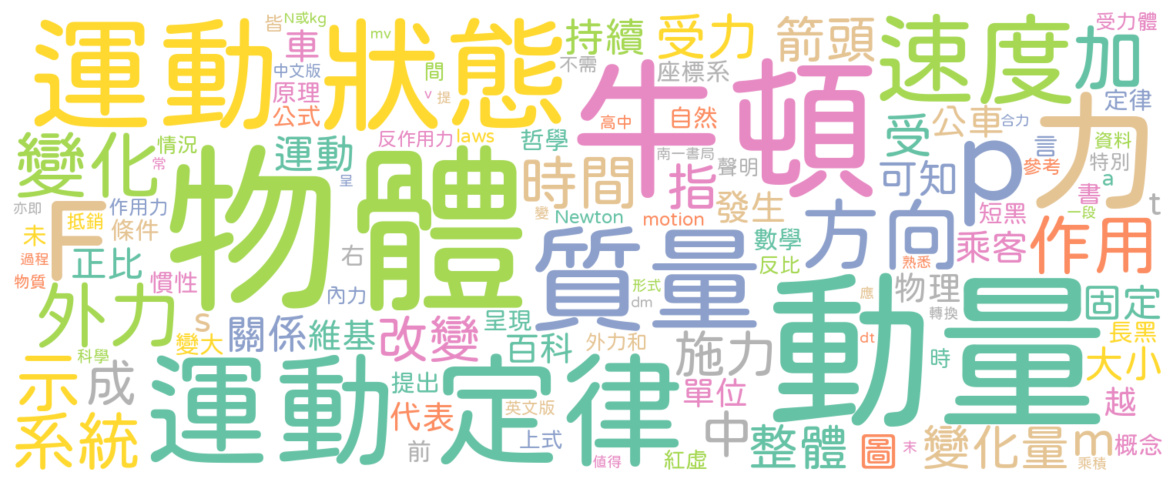 運動狀態
皆
N或kg
mv
車
中文版
原理
公式
v
提
間
持續
不需
受力
座標系
箭頭
速度
加
受力體
定律
牛頓
高中
自然
南一書局
聲明
指
受
公車
合力
力
p
言
參考
資料
特別
a
書
t
可知
短黑
一段
變化
情況
常
運動
呈
反作用力
laws
哲學
時間
變
Newton
motion
發生
方向
乘客
熟悉
作用
亦即
作用力
抵銷
條件
未
過程
正比
物質
慣性
F
物體
右
內力
質量
數學
反比
形式
dm
動量
應
物理
轉換
dt
固定
長黑
時
大小
外力
s
變大
科學
關係
維基
改變
呈現
百科
外力和
施力
單位
示
成
系統
運動定律
提出
代表
前
英文版
上式
值得
紅虛
中
整體
圖
末
變化量
m
乘積
概念
越